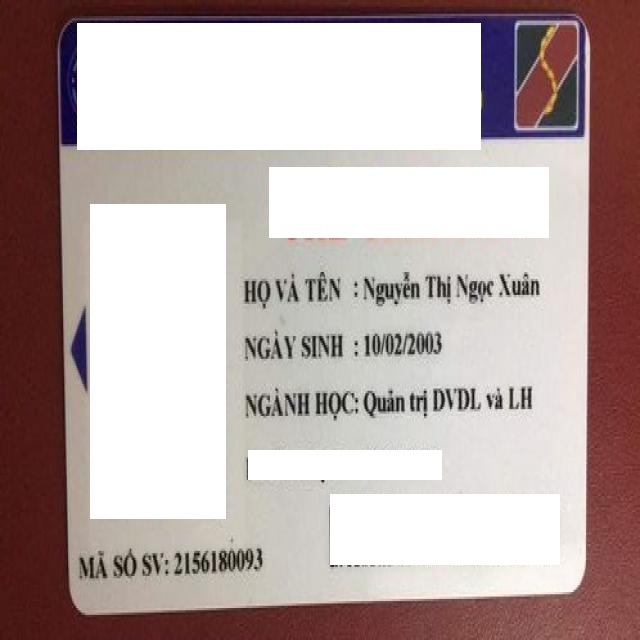 HỌ VÀ TÊN : Nguyễn Thị Ngọc Xuân
NGÀY SINH : 10/02/2003
NGÀNH HỌC: Quản trị DVDL và LH
MÃ SỐ SV: 2156180093